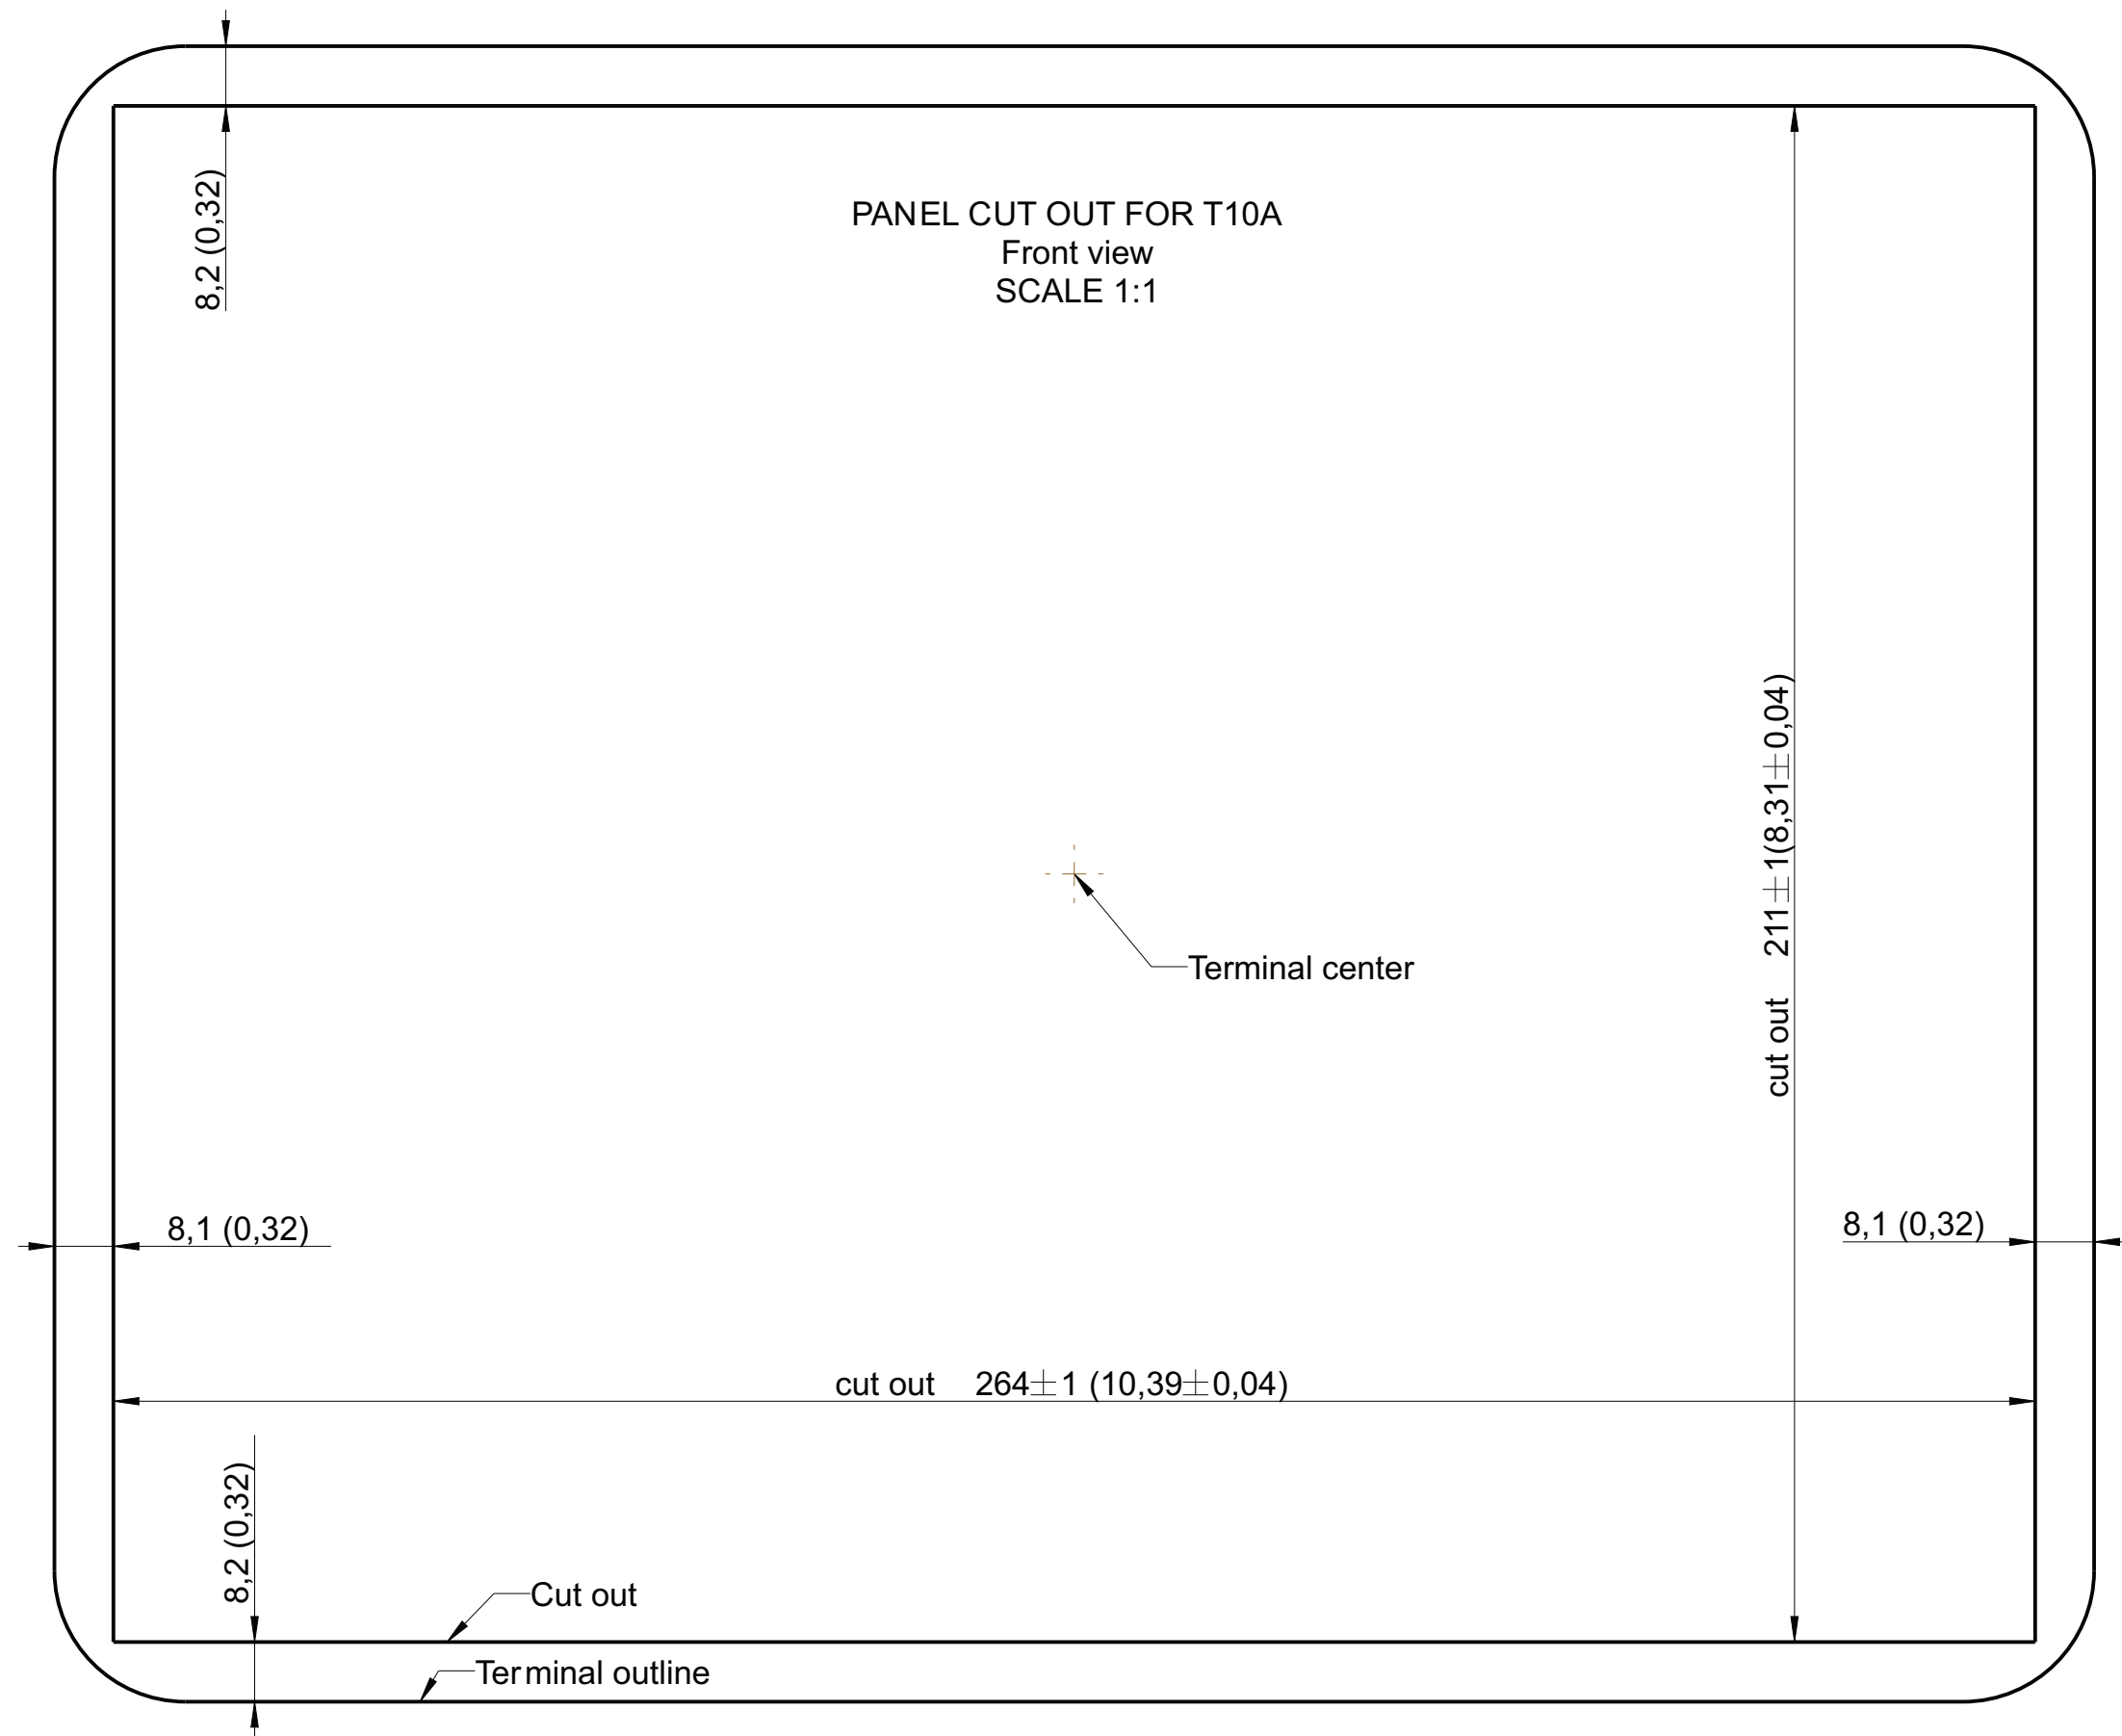 8,2 (0,32)
PANEL CUT OUT FOR T10A
Front view
SCALE 1:1
cut out 211±1(8,31±0,04)
Terminal center
8,1 (0,32)
8,1 (0,32)
cut out 264±1 (10,39±0,04)
8,2 (0,32)
Cut out
Terminal outline